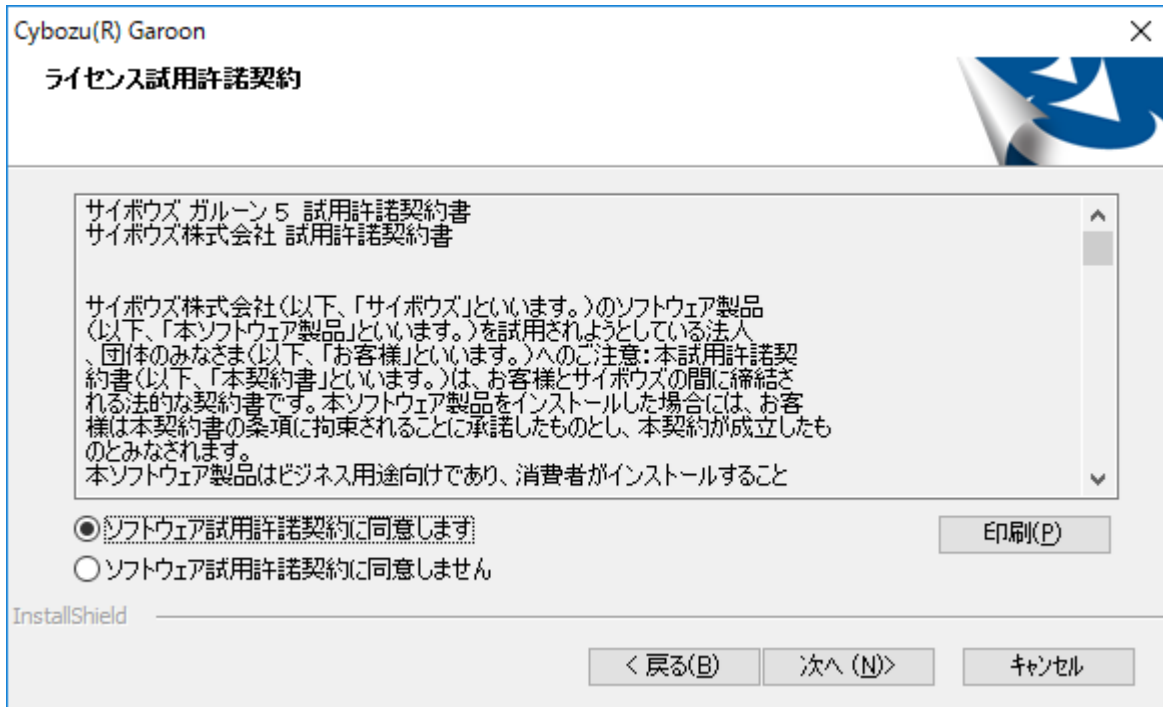 Cybozu(R) Garoon
ライセンス試用許諾契約
サイボウズ ガルーン 5 試用許諾契約書
サイボウズ株式会社 試用許諾契約書
サイボウズ株式会社(以下、「サイボウズ」といいます。)のソフトウェア製品
(以下、「本ソフトウェア製品」といいます。)を試用されようとしている法人
、団体のみなさま(以下、「お客様」といいます。)へのご注意:本試用許諾契
約書(以下、「本契約書」といいます。)は、お客様とサイボウズの間に締結さ
れる法的な契約書です。本ソフトウェア製品をインストールした場合には、お客
様は本契約書の条項に拘束されることに承諾したものとし、本契約が成立したも
のとみなされます。
本ソフトウェア製品はビジネス用途向けであり、消費者がインストールすること
ソフトウェア試用許諾契約に同意します
印刷(P)
ソフトウェア試用許諾契約に同意しません
InstallShield
< 戻る(B)
次へ (N)>
キャンセル